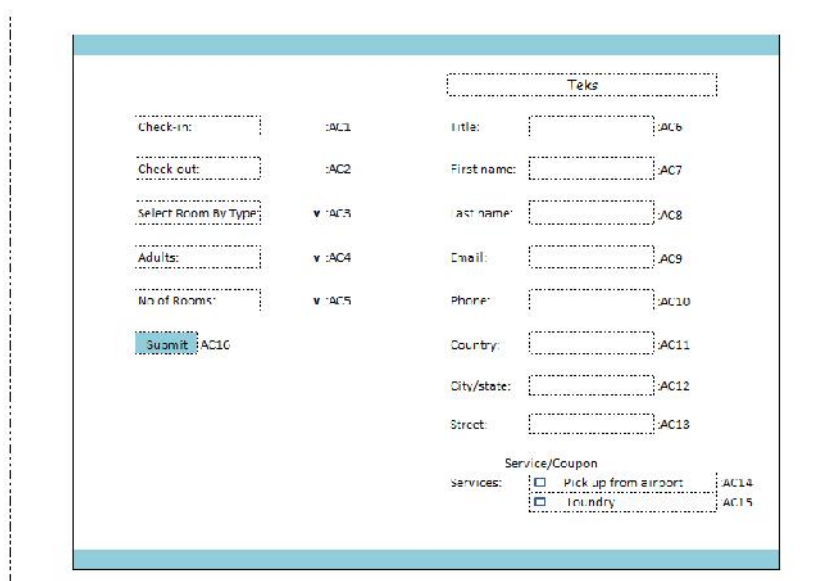 Teks
Check-in: :AC1
Check out: :AC2
Select Room By Type: v :AC3
Adults: v :AC4
No of Rooms: v :AC5
Submit AC16
Title: :AC6
First name: :AC7
Last name: :AC8
Email: :AC9
Phone: :AC10
Country: :AC11
City/state: :AC12
Street: :AC13
Service/Coupon
Services: Pick up from airport :AC14
:AC15